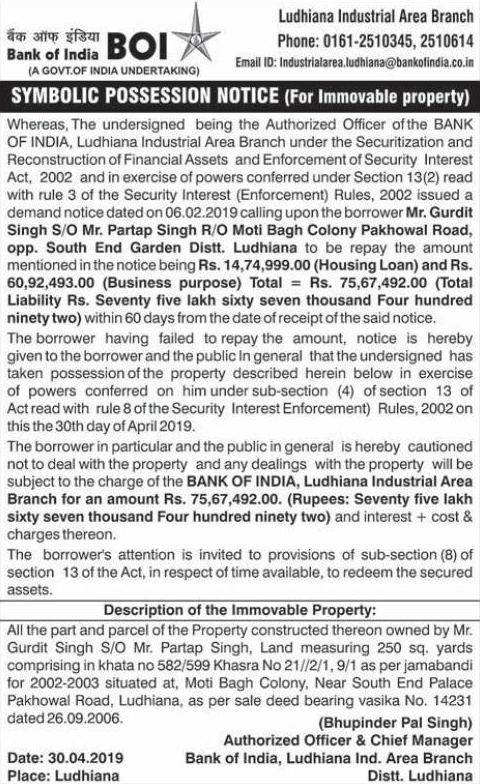 बैंक ऑफ इंडिया BOI
Bank of India
(A GOVT.OF INDIA UNDERTAKING)
Ludhiana Industrial Area Branch
Phone: 0161-2510345, 2510614
Email ID: Industrialarea.ludhiana@bankofindia.co.in
SYMBOLIC POSSESSION NOTICE (For Immovable property)
Whereas, The undersigned being the Authorized Officer of the BANK
OF INDIA, Ludhiana Industrial Area Branch under the Securitization and
Reconstruction of Financial Assets and Enforcement of Security Interest
Act, 2002 and in exercise of powers conferred under Section 13(2) read
with rule 3 of the Security Interest (Enforcement) Rules, 2002 issued a
demand notice dated on 06.02.2019 calling upon the borrower Mr. Gurdit
Singh S/O Mr. Partap Singh R/O Moti Bagh Colony Pakhowal Road,
opp. South End Garden Distt. Ludhiana to be repay the amount
mentioned in the notice being Rs. 14,74,999.00 (Housing Loan) and Rs.
60,92,493.00 (Business purpose) Total = Rs. 75,67,492.00 (Total
Liability Rs. Seventy five lakh sixty seven thousand Four hundred
ninety two) within 60 days from the date of receipt of the said notice.
The borrower having failed to repay the amount, notice is hereby
given to the borrower and the public In general that the undersigned has
taken possession of the property described herein below in exercise
of powers conferred on him under sub-section (4) of section 13 of
Act read with rule 8 of the Security Interest Enforcement) Rules, 2002 on
this the 30th day of April 2019.
The borrower in particular and the public in general is hereby cautioned
not to deal with the property and any dealings with the property will be
subject to the charge of the BANK OF INDIA, Ludhiana Industrial Area
Branch for an amount Rs. 75,67,492.00. (Rupees: Seventy five lakh
sixty seven thousand Four hundred ninety two) and interest + cost &
charges thereon.
The borrower's attention is invited to provisions of sub-section (8) of
section 13 of the Act, in respect of time available, to redeem the secured
assets.
Description of the Immovable Property:
All the part and parcel of the Property constructed thereon owned by Mr.
Gurdit Singh S/O Mr. Partap Singh, Land measuring 250 sq. yards
comprising in khata no 582/599 Khasra No 21//2/1, 9/1 as per jamabandi
for 2002-2003 situated at, Moti Bagh Colony, Near South End Palace
Pakhowal Road, Ludhiana, as per sale deed bearing vasika No. 14231
dated 26.09.2006.
(Bhupinder Pal Singh)
Authorized Officer & Chief Manager
Date: 30.04.2019 Bank of India, Ludhiana Ind. Area Branch
Place: Ludhiana Distt. Ludhiana